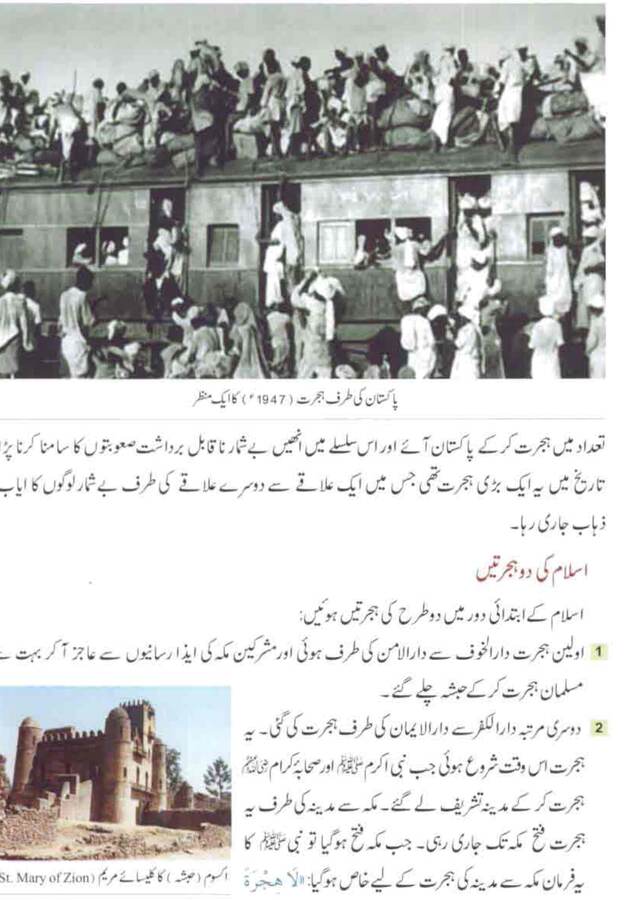 پاکستان کی طرف ہجرت (1947ء) کا ایک منظر
تعداد میں ہجرت کر کے پاکستان آئے اور اس سلسلے میں انھیں بے شمار ناقابل برداشت صعوبتوں کا سامنا کرنا پڑا
تاریخ میں یہ ایک بڑی ہجرت تھی جس میں ایک علاقے سے دوسرے علاقے کی طرف بے شمار لوگوں کا ایاب
ذہاب جاری رہا۔
اسلام کی دو ہجرتیں
اسلام کے ابتدائی دور میں دو طرح کی ہجرتیں ہوئیں:
1 اولین ہجرت دارالخوف سے دارالامن کی طرف ہوئی اور مشرکین مکہ کی ایذا رسانیوں سے عاجز آ کر بہت سے
مسلمان ہجرت کر کے حبشہ چلے گئے۔
2 دوسری مرتبہ دارالکفر سے دارالایمان کی طرف ہجرت کی گئی۔ یہ
ہجرت اس وقت شروع ہوئی جب نبی اکرم ﷺ اور صحابۂ کرام رضی اللہ عنہم
ہجرت کر کے مدینہ تشریف لے گئے۔ مکہ سے مدینہ کی طرف یہ
ہجرت فتح مکہ تک جاری رہی۔ جب مکہ فتح ہوگیا تو نبی ﷺ کا
یہ فرمان مکہ سے مدینہ کی ہجرت کے لیے خاص ہوگیا: «لَا هِجْرَةَ
اکسوم (حبشہ) کا کلیسائے مریم (St. Mary of Zion)